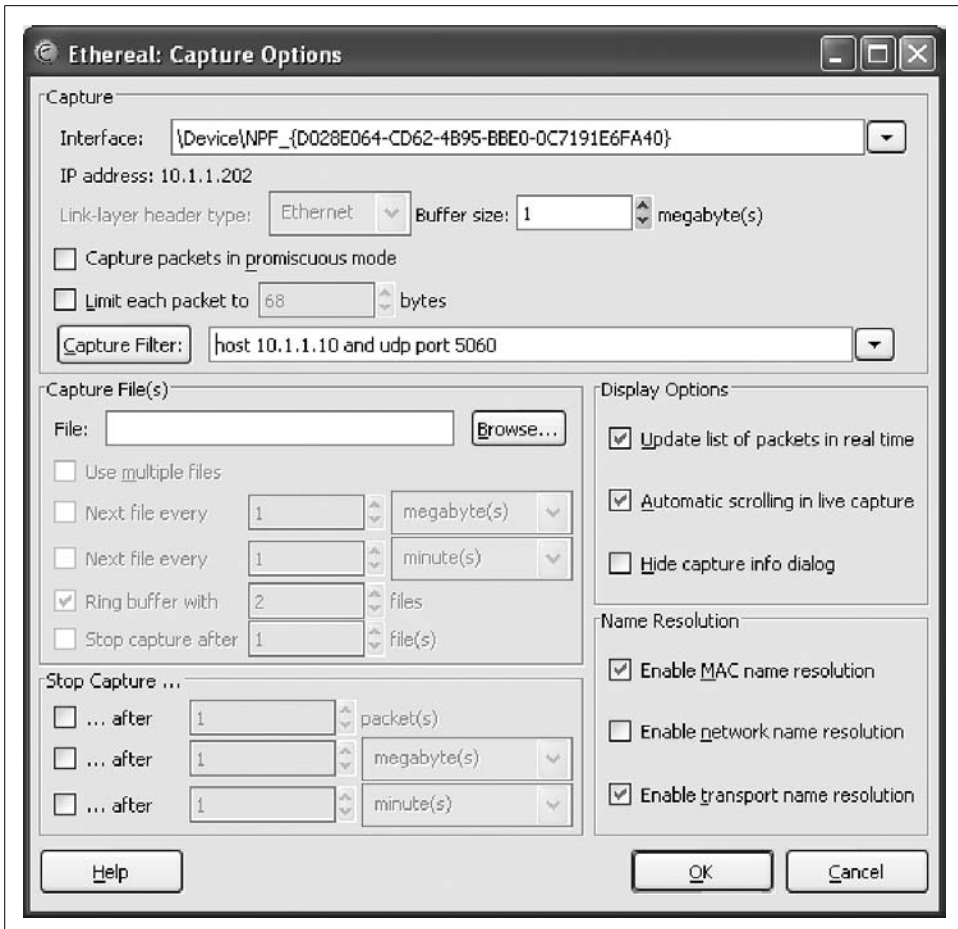 Ethereal: Capture Options
Capture
Interface: \Device\NPF_{D028E064-CD62-4B95-BBE0-0C7191E6FA40}
IP address: 10.1.1.202
Link-layer header type: Ethernet Buffer size: 1 megabyte(s)
Capture packets in promiscuous mode
Limit each packet to 68 bytes
Capture Filter: host 10.1.1.10 and udp port 5060
Capture File(s)
File: Browse...
Use multiple files
Next file every 1 megabyte(s)
Next file every 1 minute(s)
Ring buffer with 2 files
Stop capture after 1 file(s)
Stop Capture ...
... after 1 packet(s)
... after 1 megabyte(s)
... after 1 minute(s)
Display Options
Update list of packets in real time
Automatic scrolling in live capture
Hide capture info dialog
Name Resolution
Enable MAC name resolution
Enable network name resolution
Enable transport name resolution
Help OK Cancel